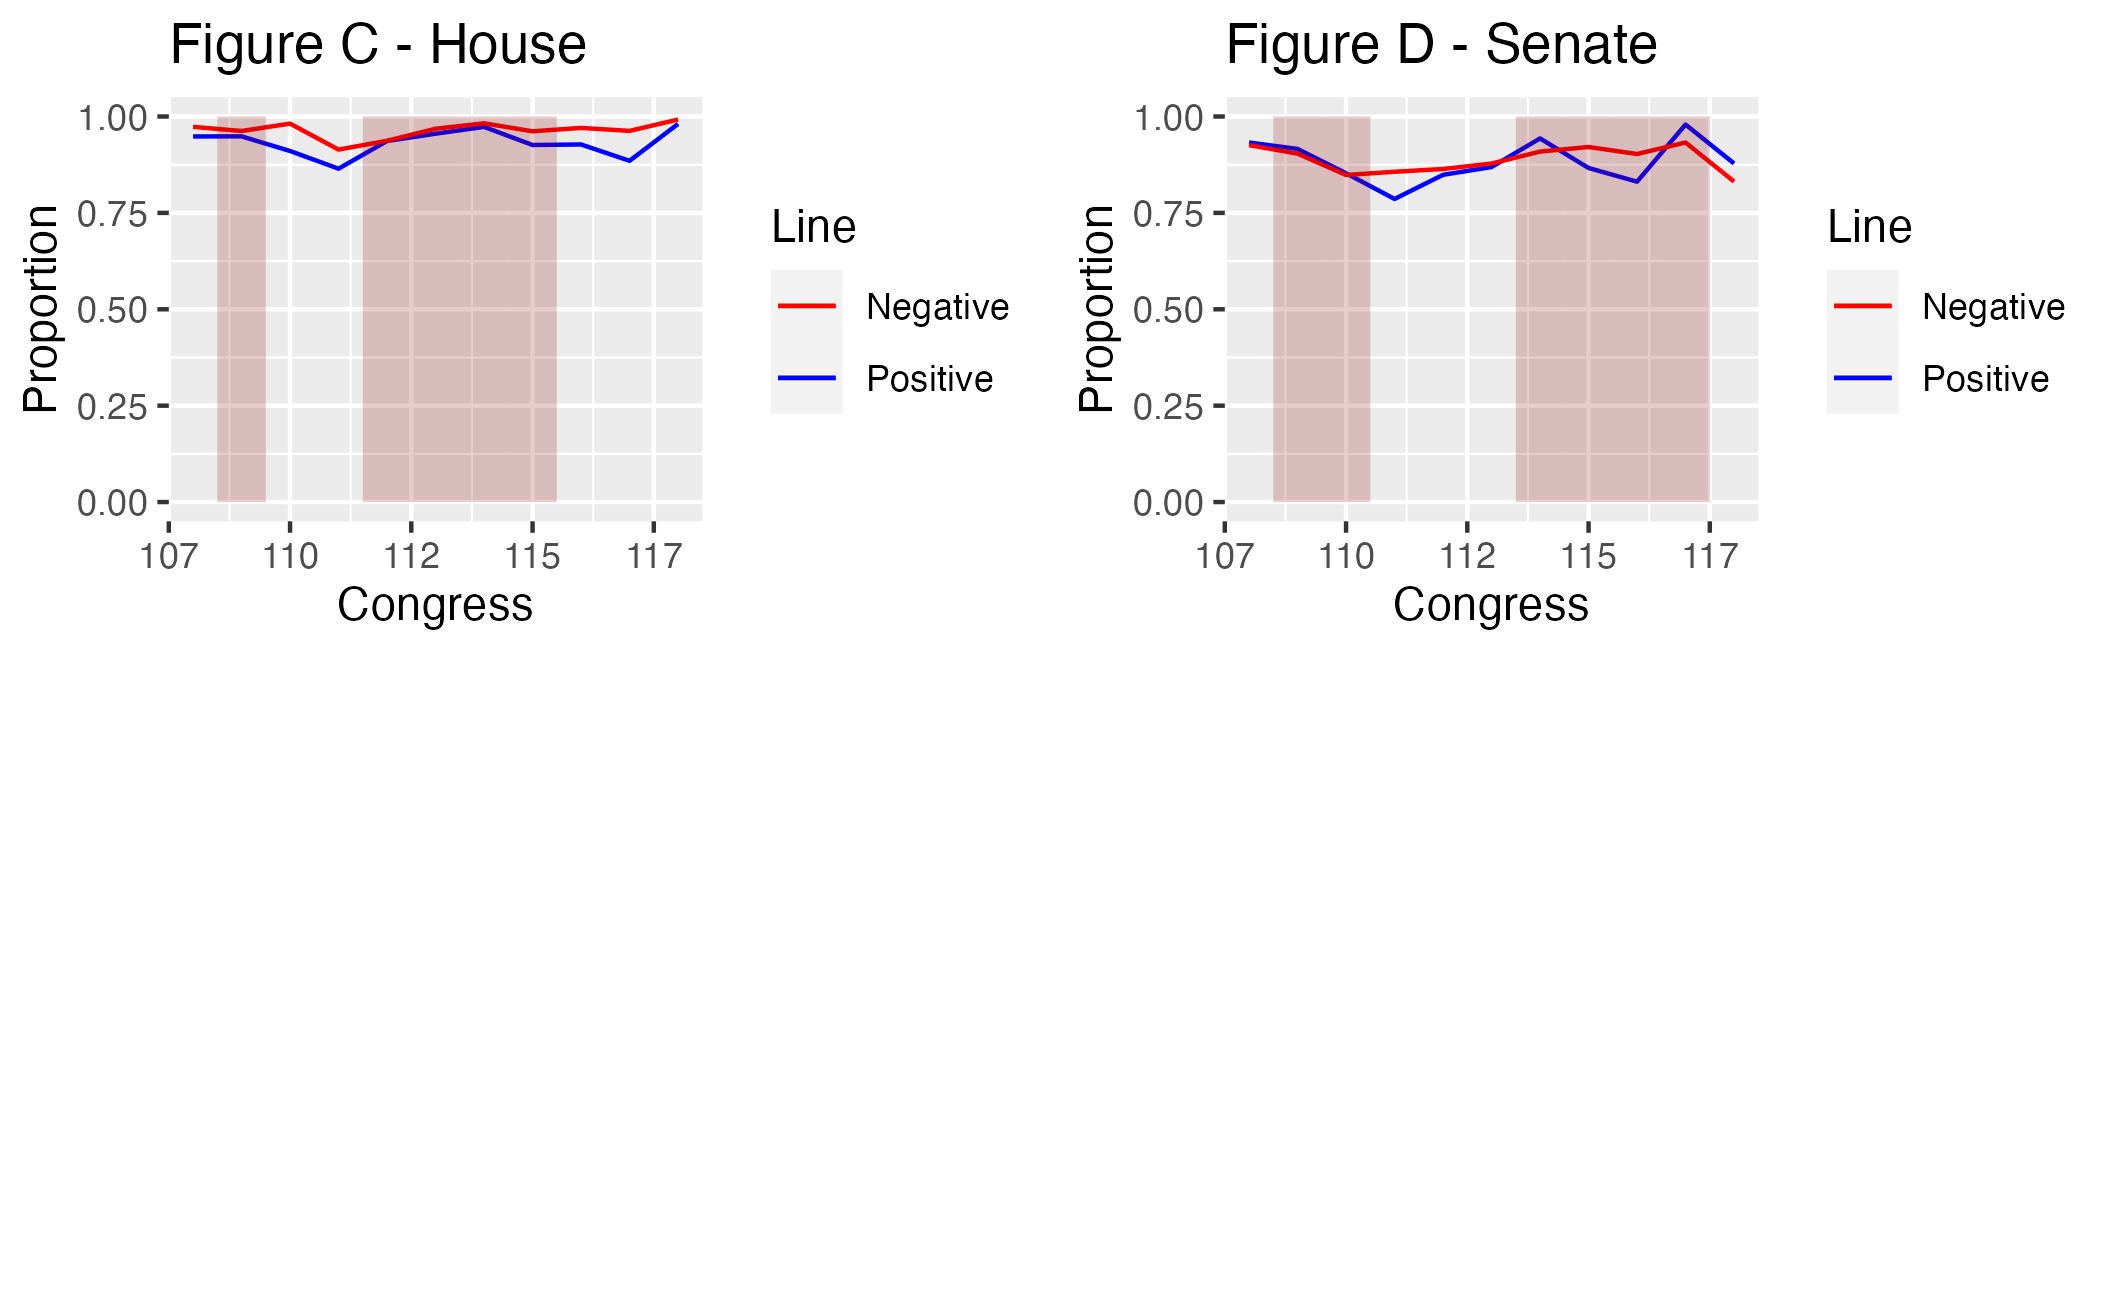 Figure C - House
1.00
0.75
0.50
0.25
0.00
Proportion
107 110 112 115 117
Congress
Line
Negative
Positive
Figure D - Senate
1.00
0.75
0.50
0.25
0.00
Proportion
107 110 112 115 117
Congress
Line
Negative
Positive